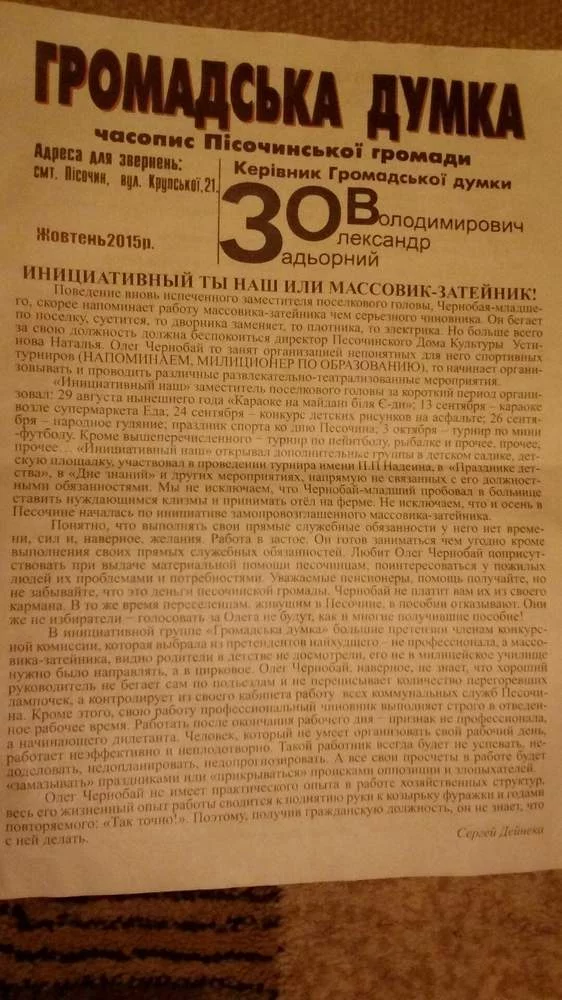 ГРОМАДСЬКА ДУМКА
часопис Пісочинської громади
Адреса для звернень:
смт. Пісочин, вул. Крупської,21.
Жовтень2015р.
Керівник Громадської думки
Задьорний
Олександр
Володимирович
ИНИЦИАТИВНЫЙ ТЫ НАШ ИЛИ МАССОВИК-ЗАТЕЙНИК!
Поведение вновь испеченного заместителя поселкового головы, Чернобая-младше-
го, скорее напоминает работу массовика-затейника чем серьезного чиновника. Он бегает
по поселку, суетится, то дворника заменяет, то плотника, то электрика. Но больше всего
за свою должность должна беспокоиться директор Песочинского Дома Культуры Усти-
нова Наталья. Олег Чернобай то занят организацией непонятных для него спортивных
турниров (НАПОМИНАЕМ, МИЛИЦИОНЕР ПО ОБРАЗОВАНИЮ), то начинает органи-
зовывать и проводить различные развлекательно-театрализованные мероприятия.
«Инициативный наш» заместитель поселкового головы за короткий период органи-
зовал: 29 августа нынешнего года «Караоке на майдані біля Є-ди»; 13 сентября – караоке
возле супермаркета Еда; 24 сентября – конкурс детских рисунков на асфальте; 26 сентя-
бря – народное гуляние; праздник спорта ко дню Песочина; 3 октября – турнир по мини
-футболу. Кроме вышеперечисленного – турнир по пейнтболу, рыбалке и прочее, прочее,
прочее… «Инициативный наш» открывал дополнительные группы в детском садике, дет-
скую площадку, участвовал в проведении турнира имени П.П Надеина, в «Празднике дет-
ства», в «Дне знаний» и других мероприятиях, напрямую не связанных с его должност-
ными обязанностями. Мы не исключаем, что Чернобай-младший пробовал в больнице
ставить нуждающимся клизмы и принимать отёл на ферме. Не исключаем, что и осень в
Песочине началась по инициативе самопровозглашенного массовика-затейника.
Понятно, что выполнять свои прямые служебные обязанности у него нет време-
ни, сил и, наверное, желания. Работа в застое. Он готов заниматься чем угодно кроме
выполнения своих прямых служебных обязанностей. Любит Олег Чернобай поприсут-
ствовать при выдаче материальной помощи песочинцам, поинтересоваться у пожилых
людей их проблемами и потребностями. Уважаемые пенсионеры, помощь получайте, но
не забывайте, что это деньги песочинской громады. Чернобай не платит вам их из своего
кармана. В то же время переселенцам, живущим в Песочине, в пособии отказывают. Они
же не избиратели – голосовать за Олега не будут, как и многие получившие пособие!
В инициативной группе «Громадська думка» большие претензии членам конкурс-
ной комиссии, которая выбрала из претендентов наихудшего - не профессионала, а массо-
вика-затейника, видно родители в детстве не досмотрели, его не в милицейское училище
нужно было направлять, а в цирковое. Олег Чернобай, наверное, не знает, что хороший
руководитель не бегает сам по подъездам и не переписывает количество перегоревших
лампочек, а контролирует из своего кабинета работу всех коммунальных служб Песочи-
на. Кроме этого, свою работу профессиональный чиновник выполняет строго в отведен-
ное рабочее время. Работать после окончания рабочего дня – признак не профессионала,
а начинающего дилетанта. Человек, который не умеет организовать свой рабочий день,
работает неэффективно и неплодотворно. Такой работник всегда будет не успевать, не-
доделовать, недопланировать, недопрогнозировать. А все свои просчеты в работе будет
«замазывать» праздниками или «прикрываться» происками оппозиции и злопыхателей.
Олег Чернобай не имеет практического опыта в работе хозяйственных структур,
весь его жизненный опыт работы сводится к поднятию руки к козырьку фуражки и годами
повторяемого: «Так точно!». Поэтому, получив гражданскую должность, он не знает, что
с ней делать.
Сергей Дейнека